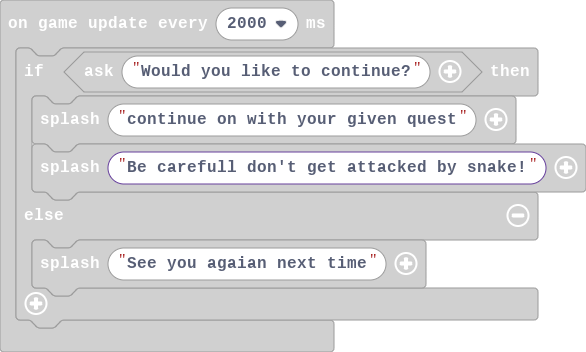 on game update every 2000 ms
if ask "Would you like to continue?" then
splash "continue on with your given quest"
splash "Be carefull don't get attacked by snake!"
else
splash "See you agaian next time"